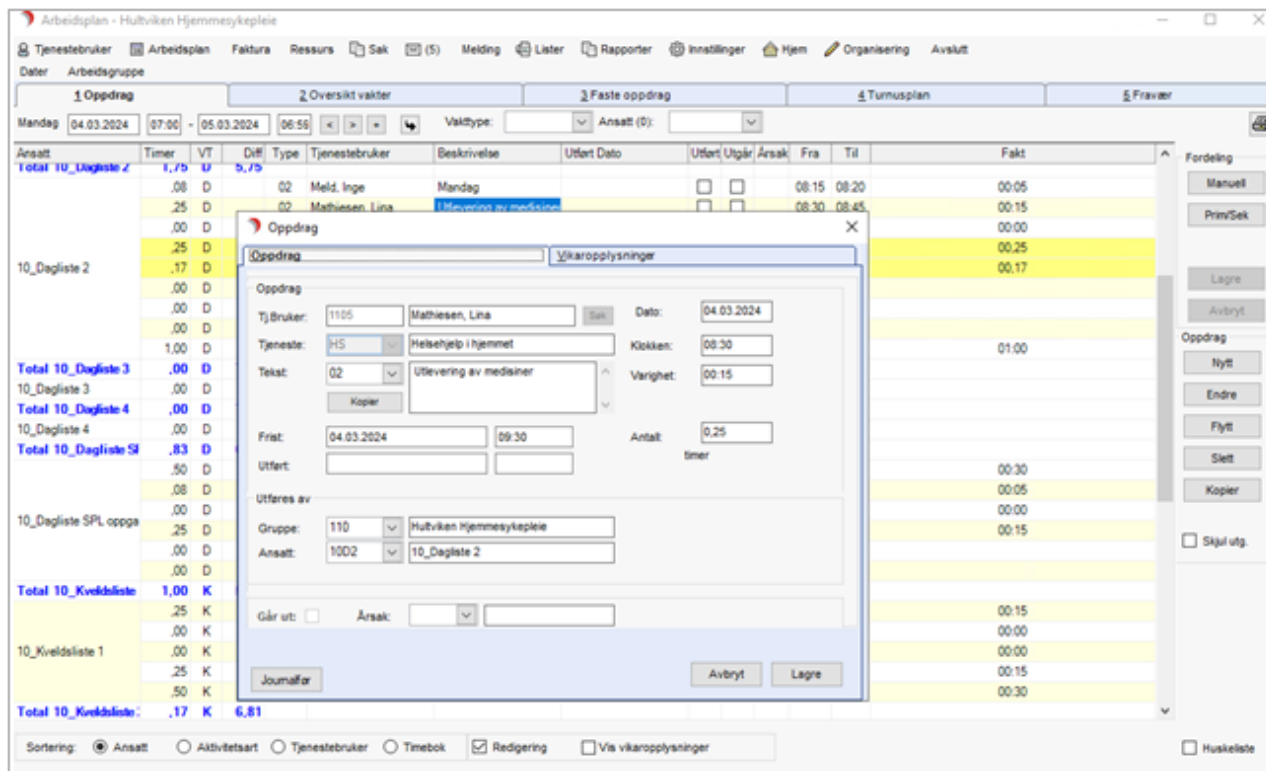 Arbeidsplan - Hultviken Hjemmesykepleie
Tjenestebruker Arbeidsplan Faktura Ressurs Sak (5) Melding Lister Rapporter Innstillinger Hjem Organisering Avslutt
Dater Arbeidsgruppe
1 Oppdrag 2 Oversikt vakter 3 Faste oppdrag 4 Turnusplan 5 Fravær
Mandag 04.03.2024 07:00 - 05.03.2024 06:59 < > Vakttype: Ansatt (0):
Ansatt Timer VT Diff Type Tjenestebruker Beskrivelse Utført Dato Utført Utgår Årsak Fra Til Fakt
Total 10_Dagliste 2 1,75 D 5,75
,08 D 02 Meld, Inge Mandag 08:15 08:20 00:05
,25 D 02 Mathiesen, Lina Utlevering av medisiner 08:30 08:45 00:15
,00 D 00:00
,25 D 00,25
10_Dagliste 2 ,17 D 00,17
,00 D
,00 D
,00 D
1,00 D 01:00
Total 10_Dagliste 3 ,00 D
10_Dagliste 3 ,00 D
Total 10_Dagliste 4 ,00 D
10_Dagliste 4 ,00 D
Total 10_Dagliste SI ,83 D
,50 D 00:30
,08 D 00:05
,00 D 00:00
10_Dagliste SPL oppga ,25 D 00:15
,00 D
,00 D
Total 10_Kveldsliste 1,00 K
,25 K 00:15
,00 K 00:00
10_Kveldsliste 1 ,00 K 00:00
,25 K 00:15
,50 K 00:30
Total 10_Kveldsliste ,17 K 6,81
Oppdrag
Oppdrag Vikaropplysninger
Oppdrag
Tj.Bruker: 1105 Mathiesen, Lina Søk Dato: 04.03.2024
Tjeneste: HS Helsehjelp i hjemmet Klokken: 08:30
Tekst: 02 Utlevering av medisiner Varighet: 00:15
Kopier
Frist: 04.03.2024 09:30 Antall: 0,25
timer
Utført:
Utføres av
Gruppe: 110 Hultviken Hjemmesykepleie
Ansatt: 10D2 10_Dagliste 2
Går ut: Årsak:
Journalfør Avbryt Lagre
Fordeling
Manuell
Prim/Sek
Lagre
Avbryt
Oppdrag
Nytt
Endre
Flytt
Slett
Kopier
Skjul utg.
Sortering: Ansatt Aktivitetsart Tjenestebruker Timebok Redigering Vis vikaropplysninger Huskeliste